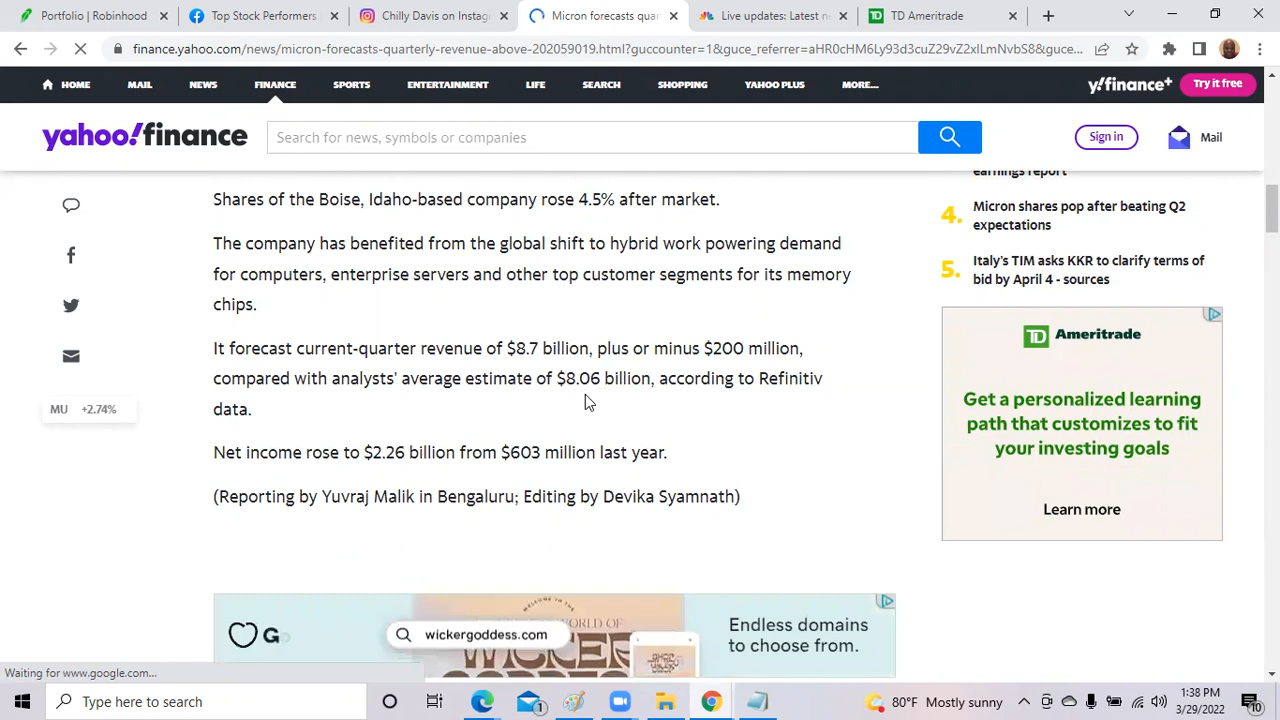 Portfolio | Robinhood
Top Stock Performers
Chilly Davis on Instag
Micron forecasts quar
Live updates: Latest n
TD Ameritrade
finance.yahoo.com/news/micron-forecasts-quarterly-revenue-above-202059019.html?guccounter=1&guce_referrer=aHR0cHM6Ly93d3cuZ29vZ2xlLmNvbS8&guce...
HOME MAIL NEWS FINANCE SPORTS ENTERTAINMENT LIFE SEARCH SHOPPING YAHOO PLUS MORE...
y!finance+ Try it free
yahoo!finance
Search for news, symbols or companies
Sign in
Mail
earnings report
4. Micron shares pop after beating Q2
expectations
5. Italy's TIM asks KKR to clarify terms of
bid by April 4 - sources
Shares of the Boise, Idaho-based company rose 4.5% after market.
The company has benefited from the global shift to hybrid work powering demand
for computers, enterprise servers and other top customer segments for its memory
chips.
It forecast current-quarter revenue of $8.7 billion, plus or minus $200 million,
compared with analysts' average estimate of $8.06 billion, according to Refinitiv
data.
Net income rose to $2.26 billion from $603 million last year.
(Reporting by Yuvraj Malik in Bengaluru; Editing by Devika Syamnath)
MU +2.74%
TD Ameritrade
Get a personalized learning
path that customizes to fit
your investing goals
Learn more
wickergoddess.com
Endless domains
to choose from.
Waiting for www.google.com...
Type here to search
80°F Mostly sunny
1:38 PM
3/29/2022